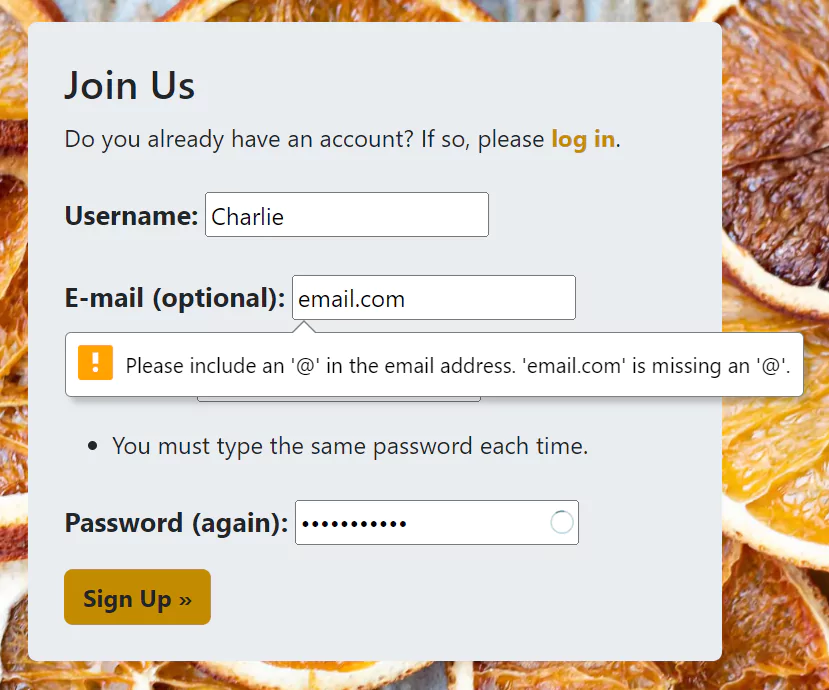 Join Us
Do you already have an account? If so, please log in.
Username: Charlie
E-mail (optional): email.com
! Please include an '@' in the email address. 'email.com' is missing an '@'.
• You must type the same password each time.
Password (again): •••••••••••
Sign Up »